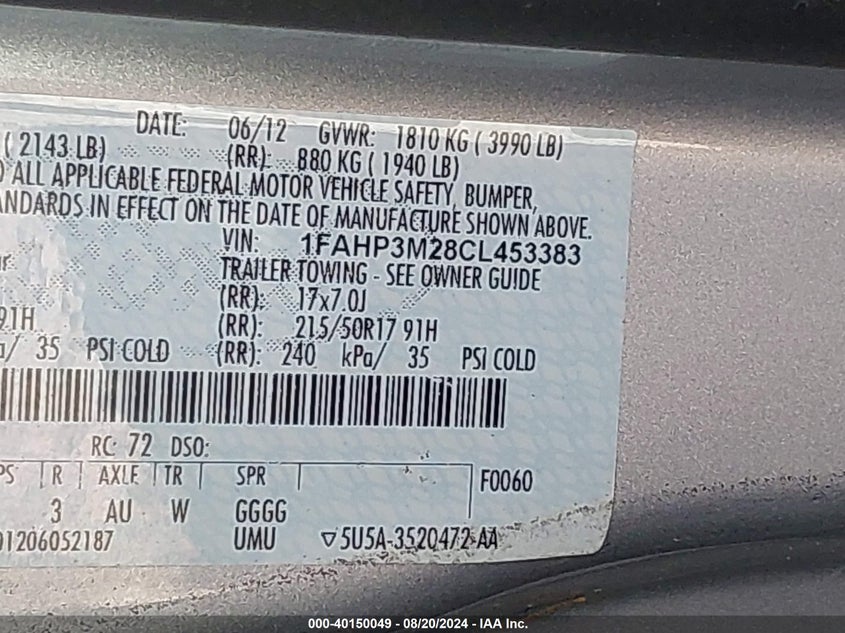 DATE: 06/12 GVWR: 1810 KG ( 3990 LB)
( 2143 LB) (RR): 880 KG ( 1940 LB)
O ALL APPLICABLE FEDERAL MOTOR VEHICLE SAFETY, BUMPER,
ANDARDS IN EFFECT ON THE DATE OF MANUFACTURE SHOWN ABOVE.
VIN: 1FAHP3M28CL453383
TRAILER TOWING - SEE OWNER GUIDE
(RR): 17x7.0J
91H (RR): 215/50R17 91H
/ 35 PSI COLD (RR): 240 kPa/ 35 PSI COLD
RC: 72 DSO:
PS R AXLE TR SPR F0060
3 AU W GGGG
01206052187 UMU ▽5U5A-3520472-AA
000-40150049 - 08/20/2024 - IAA Inc.